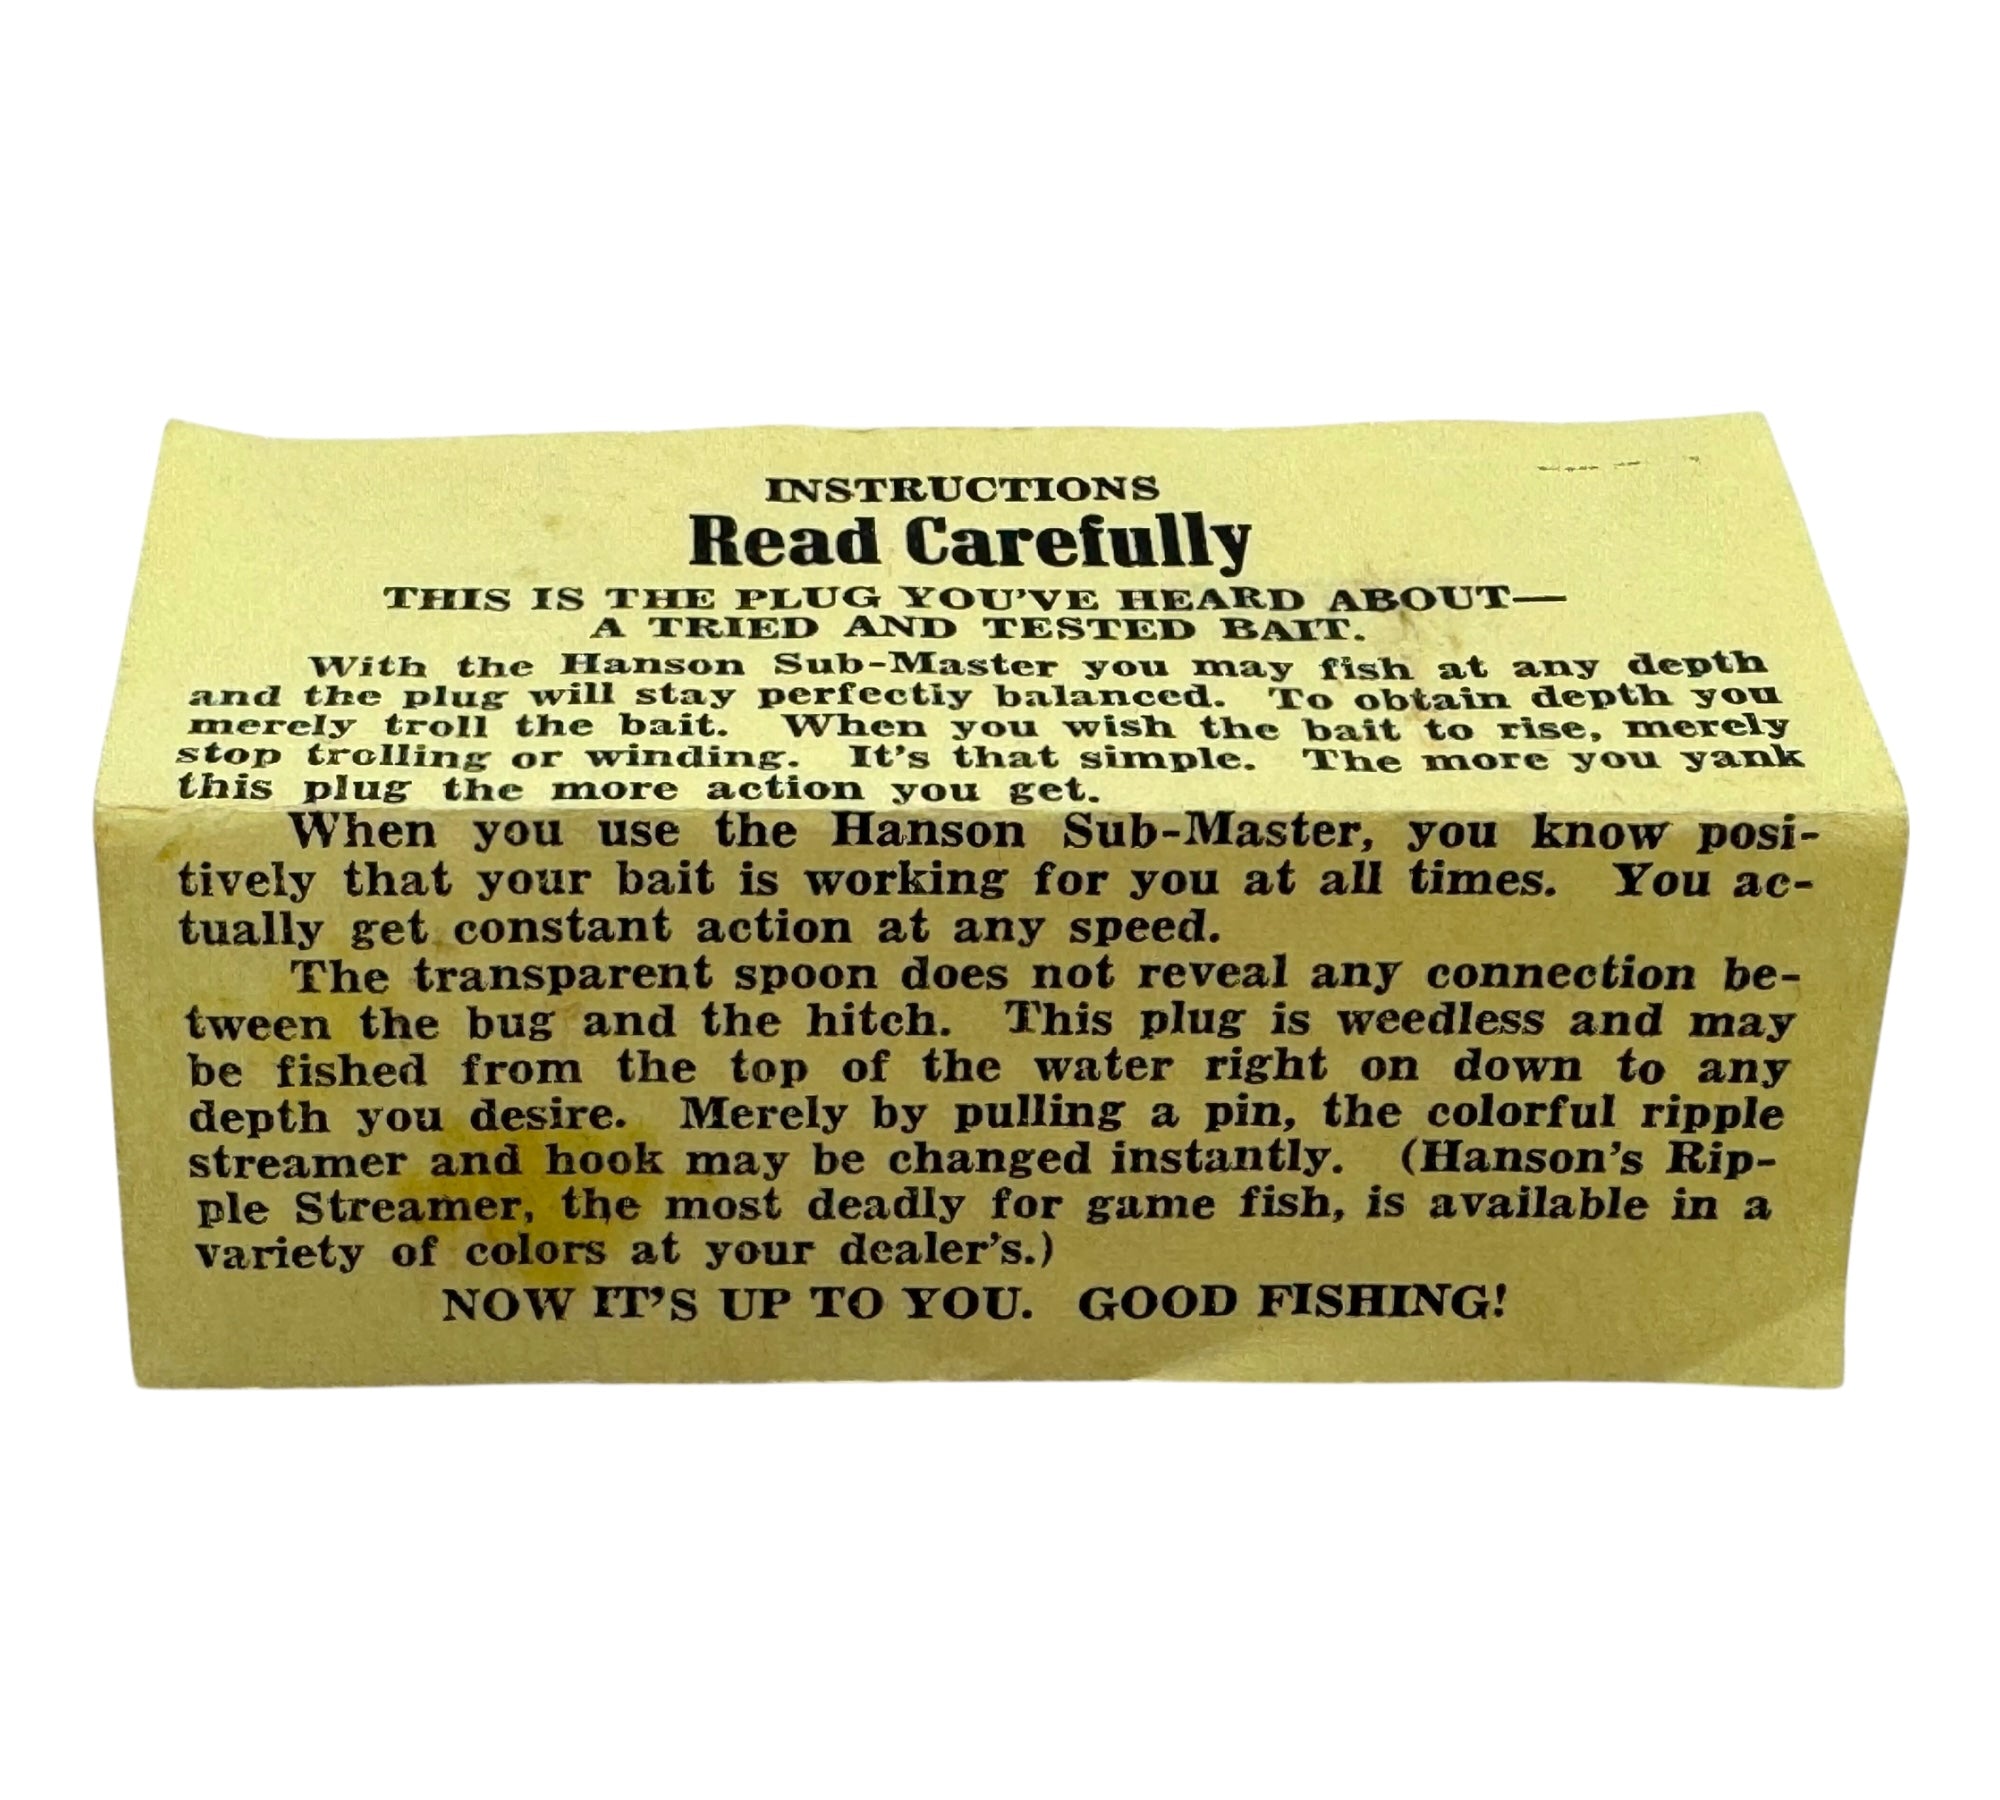 INSTRUCTIONS
Read Carefully
THIS IS THE PLUG YOU'VE HEARD ABOUT—
A TRIED AND TESTED BAIT.
With the Hanson Sub-Master you may fish at any depth
and the plug will stay perfectly balanced. To obtain depth you
merely troll the bait. When you wish the bait to rise, merely
stop trolling or winding. It's that simple. The more you yank
this plug the more action you get.
When you use the Hanson Sub-Master, you know posi-
tively that your bait is working for you at all times. You ac-
tually get constant action at any speed.
The transparent spoon does not reveal any connection be-
tween the bug and the hitch. This plug is weedless and may
be fished from the top of the water right on down to any
depth you desire. Merely by pulling a pin, the colorful ripple
streamer and hook may be changed instantly. (Hanson's Rip-
ple Streamer, the most deadly for game fish, is available in a
variety of colors at your dealer's.)
NOW IT'S UP TO YOU. GOOD FISHING!